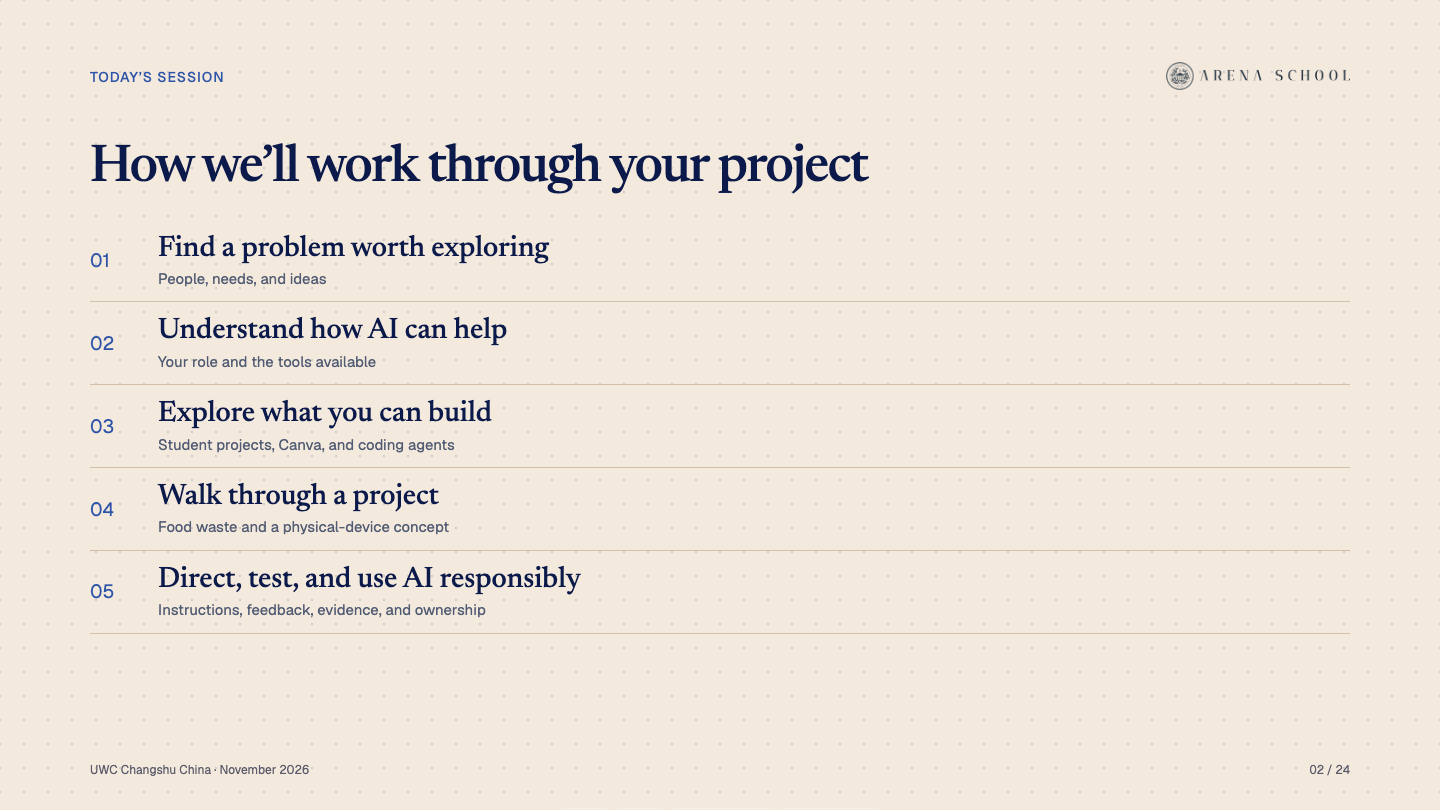 TODAY’S SESSION
ARENA SCHOOL
How we’ll work through your project
01
Find a problem worth exploring
People, needs, and ideas
02
Understand how AI can help
Your role and the tools available
03
Explore what you can build
Student projects, Canva, and coding agents
04
Walk through a project
Food waste and a physical-device concept
05
Direct, test, and use AI responsibly
Instructions, feedback, evidence, and ownership
UWC Changshu China · November 2026
02 / 24